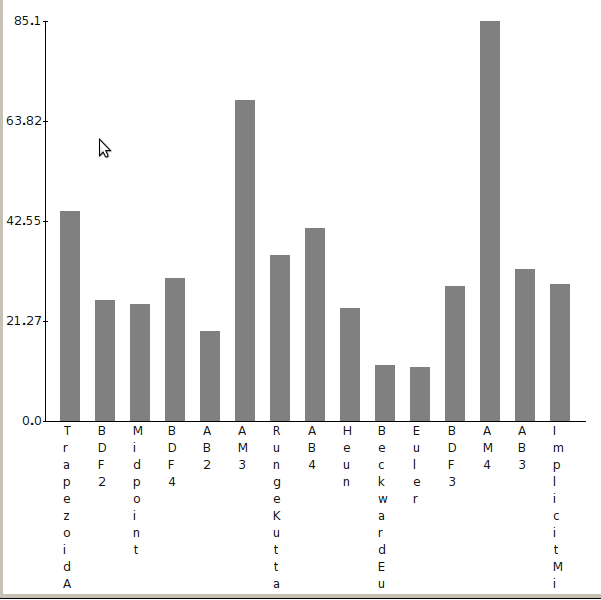 85.1
63.82
42.55
21.27
0.0
TrapezoidA
BDF2
Midpoint
BDF4
AB2
AM3
RungeKutta
AB4
Heun
BeckwardEu
Euler
BDF3
AM4
AB3
ImplicitMi